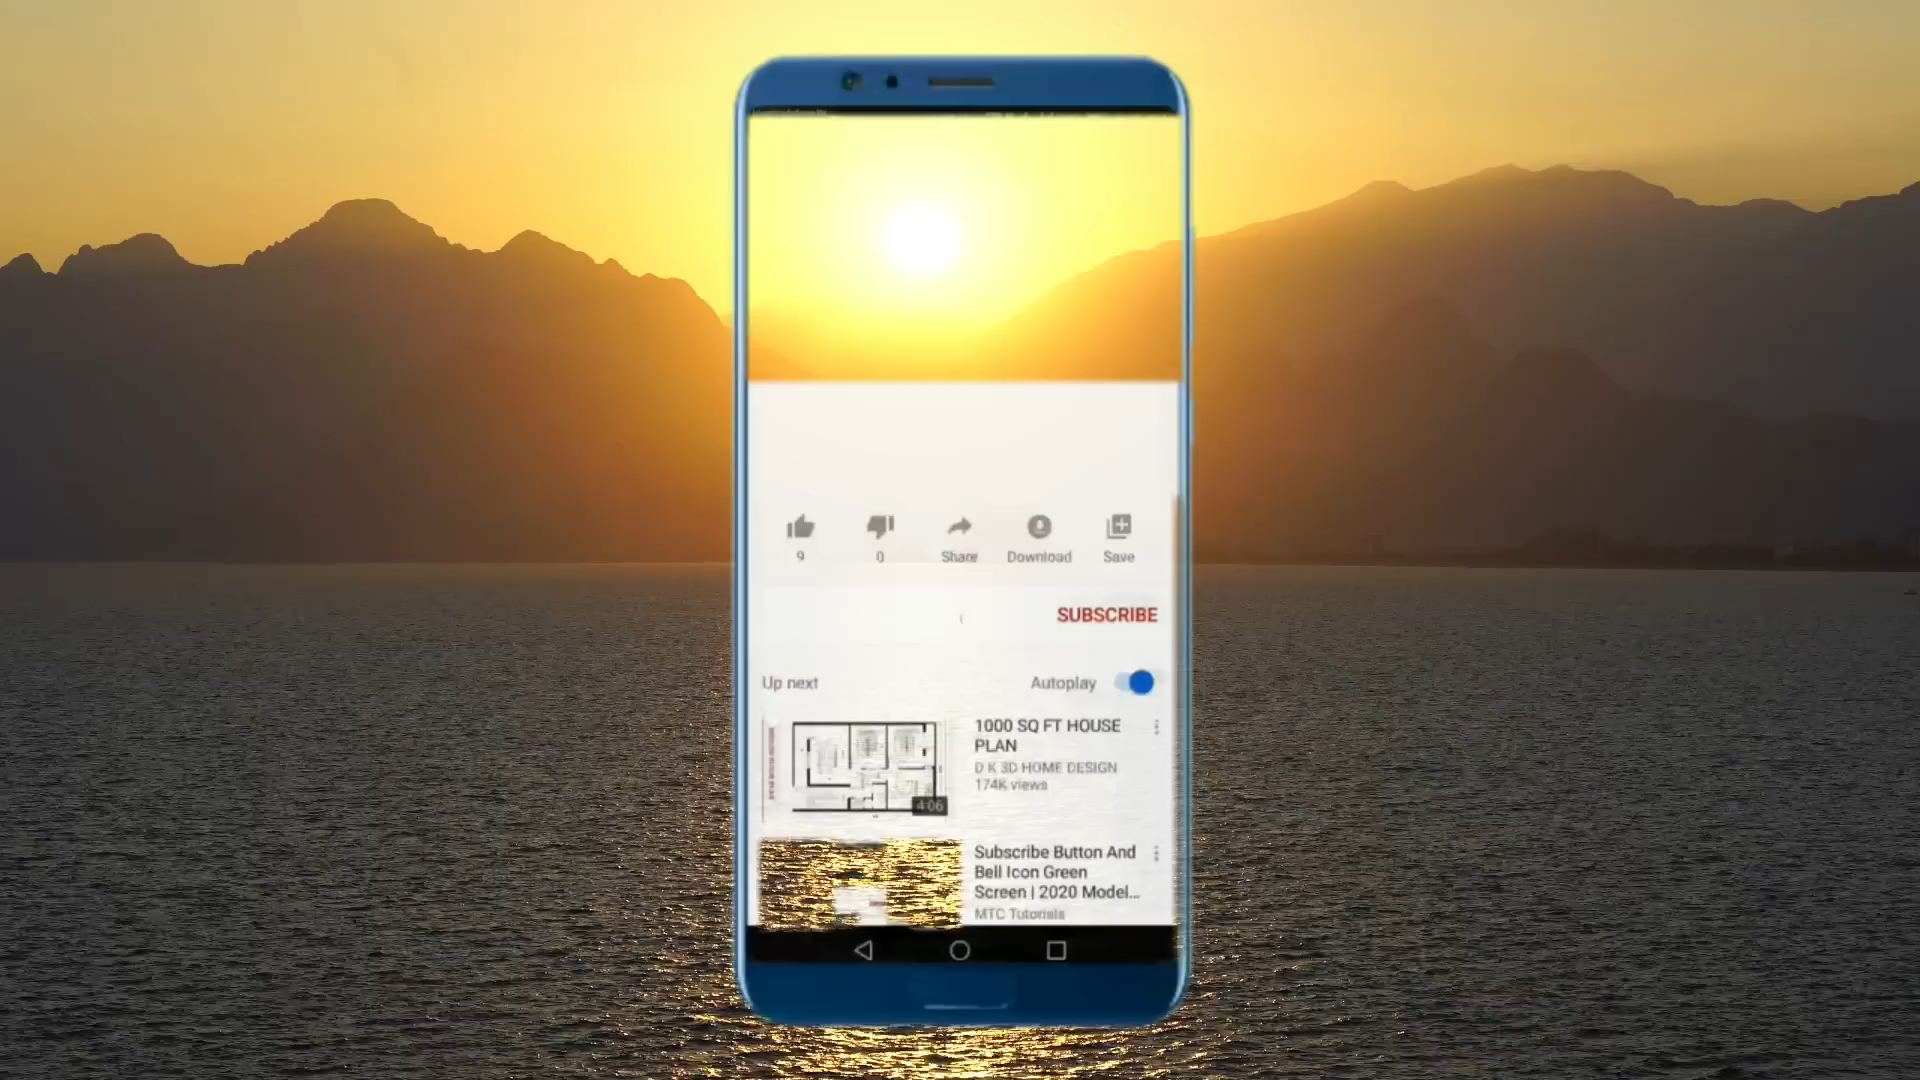 9
0
Share
Download
Save
SUBSCRIBE
Up next
Autoplay
1000 SQ FT HOUSE
PLAN
D K 3D HOME DESIGN
174K views
4:06
Subscribe Button And
Bell Icon Green
Screen | 2020 Model...
MTC Tutorials